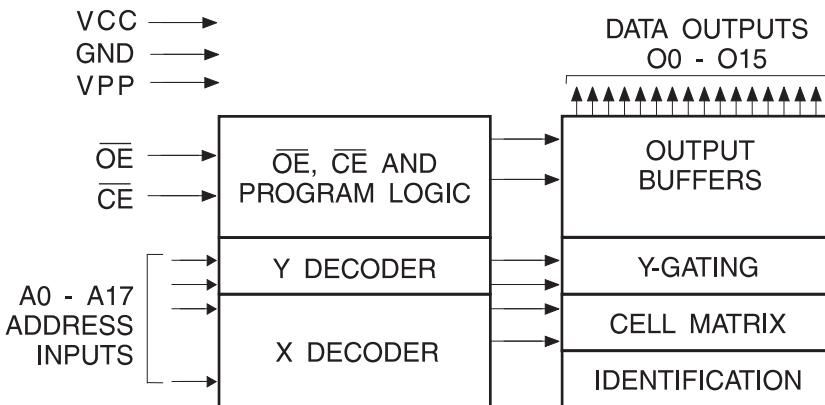 VCC
GND
VPP
OE
CE
A0 - A17
ADDRESS
INPUTS
OE, CE AND
PROGRAM LOGIC
Y DECODER
X DECODER
DATA OUTPUTS
O0 - O15
OUTPUT
BUFFERS
Y-GATING
CELL MATRIX
IDENTIFICATION